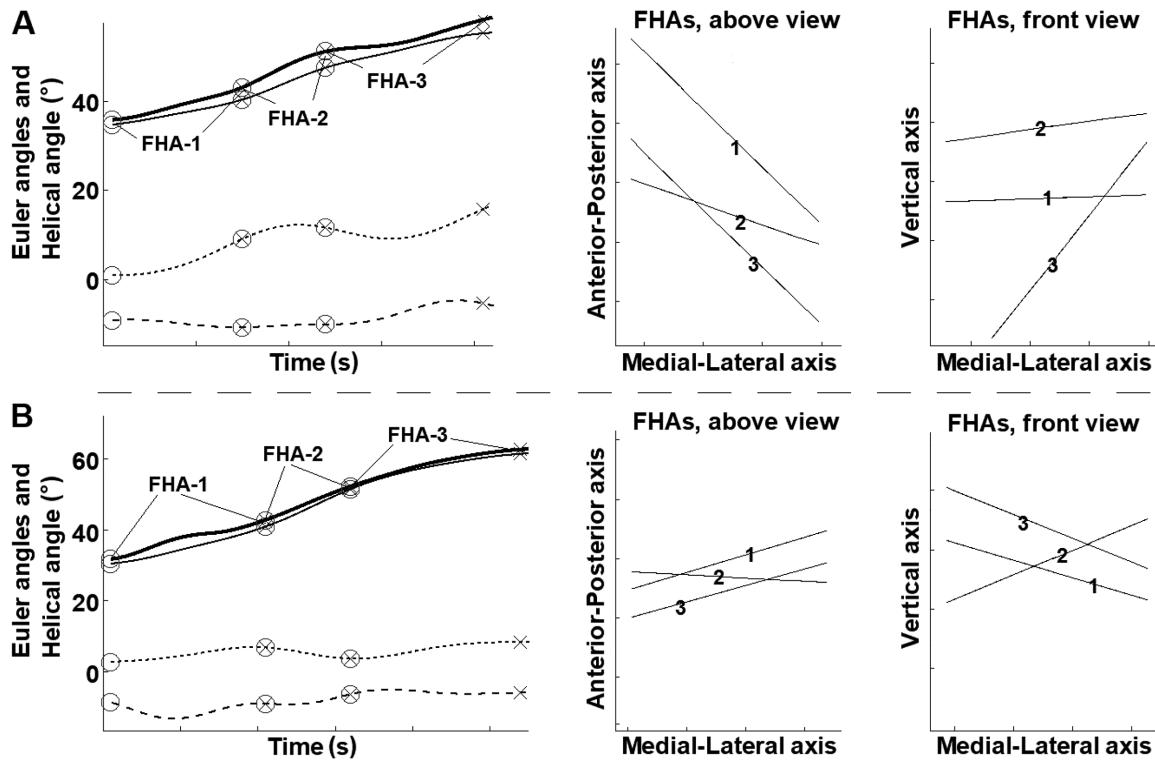 A
FHAs, above view
FHAs, front view
Euler angles and
Helical angle (°)
40
20
0
FHA-1
FHA-2
FHA-3
Time (s)
Anterior-Posterior axis
1
2
3
Medial-Lateral axis
Vertical axis
2
1
3
Medial-Lateral axis
B
FHAs, above view
FHAs, front view
Euler angles and
Helical angle (°)
60
40
20
0
FHA-1
FHA-2
FHA-3
Time (s)
Anterior-Posterior axis
1
2
3
Medial-Lateral axis
Vertical axis
3
2
1
Medial-Lateral axis